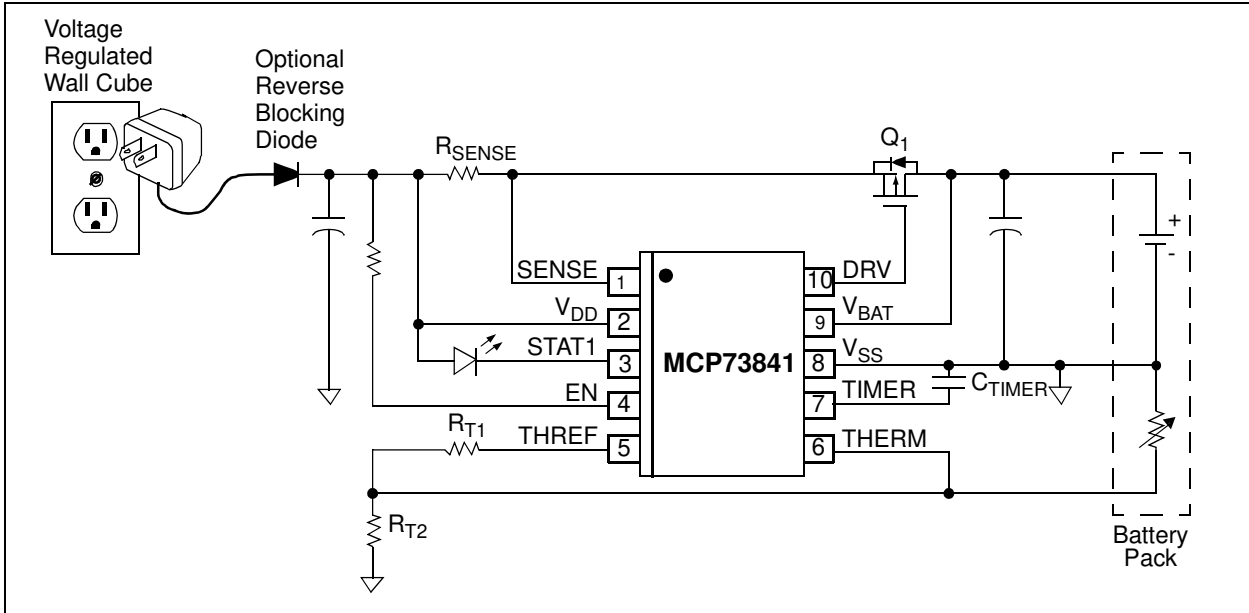 Voltage
Regulated
Wall Cube
Optional
Reverse
Blocking
Diode
RSENSE
Q1
SENSE
1
VDD
2
STAT1
3
EN
4
RT1
THREF
5
RT2
MCP73841
10
DRV
9
VBAT
8
VSS
7
TIMER
CTIMER
6
THERM
+
-
Battery
Pack